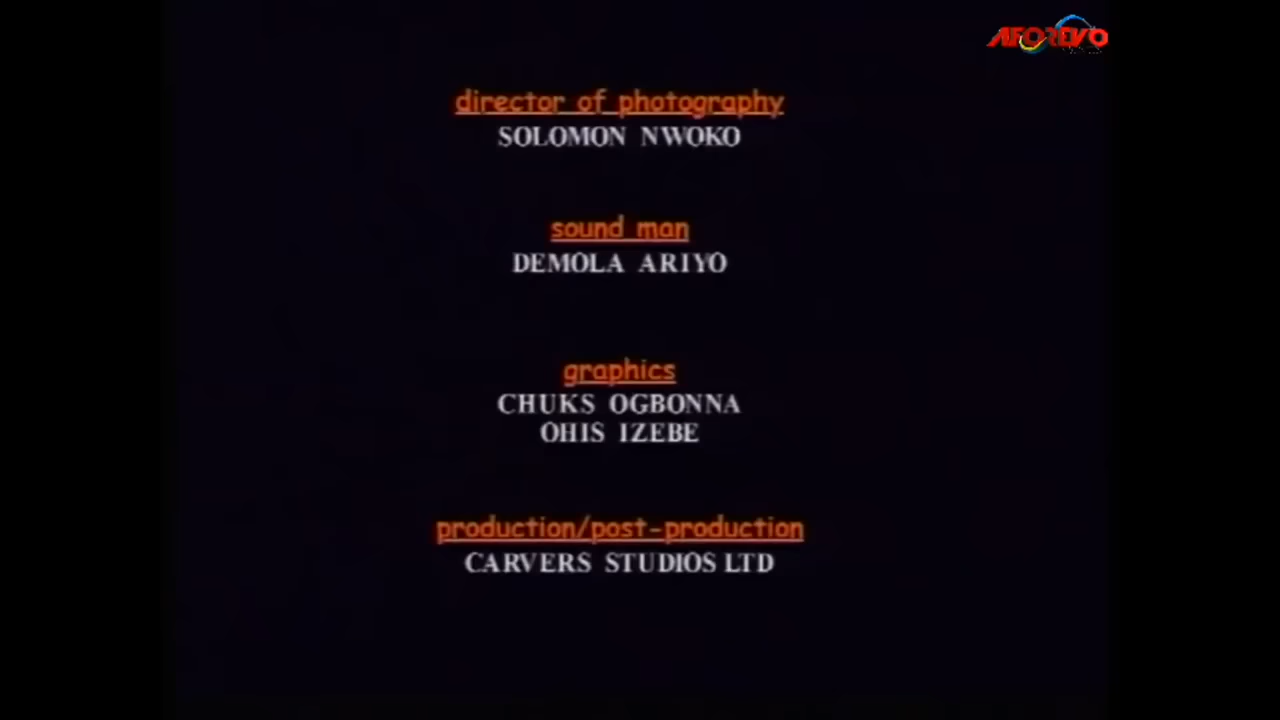 AFOREVO
director of photography
SOLOMON NWOKO
sound man
DEMOLA ARIYO
graphics
CHUKS OGBONNA
OHIS IZEBE
production/post-production
CARVERS STUDIOS LTD